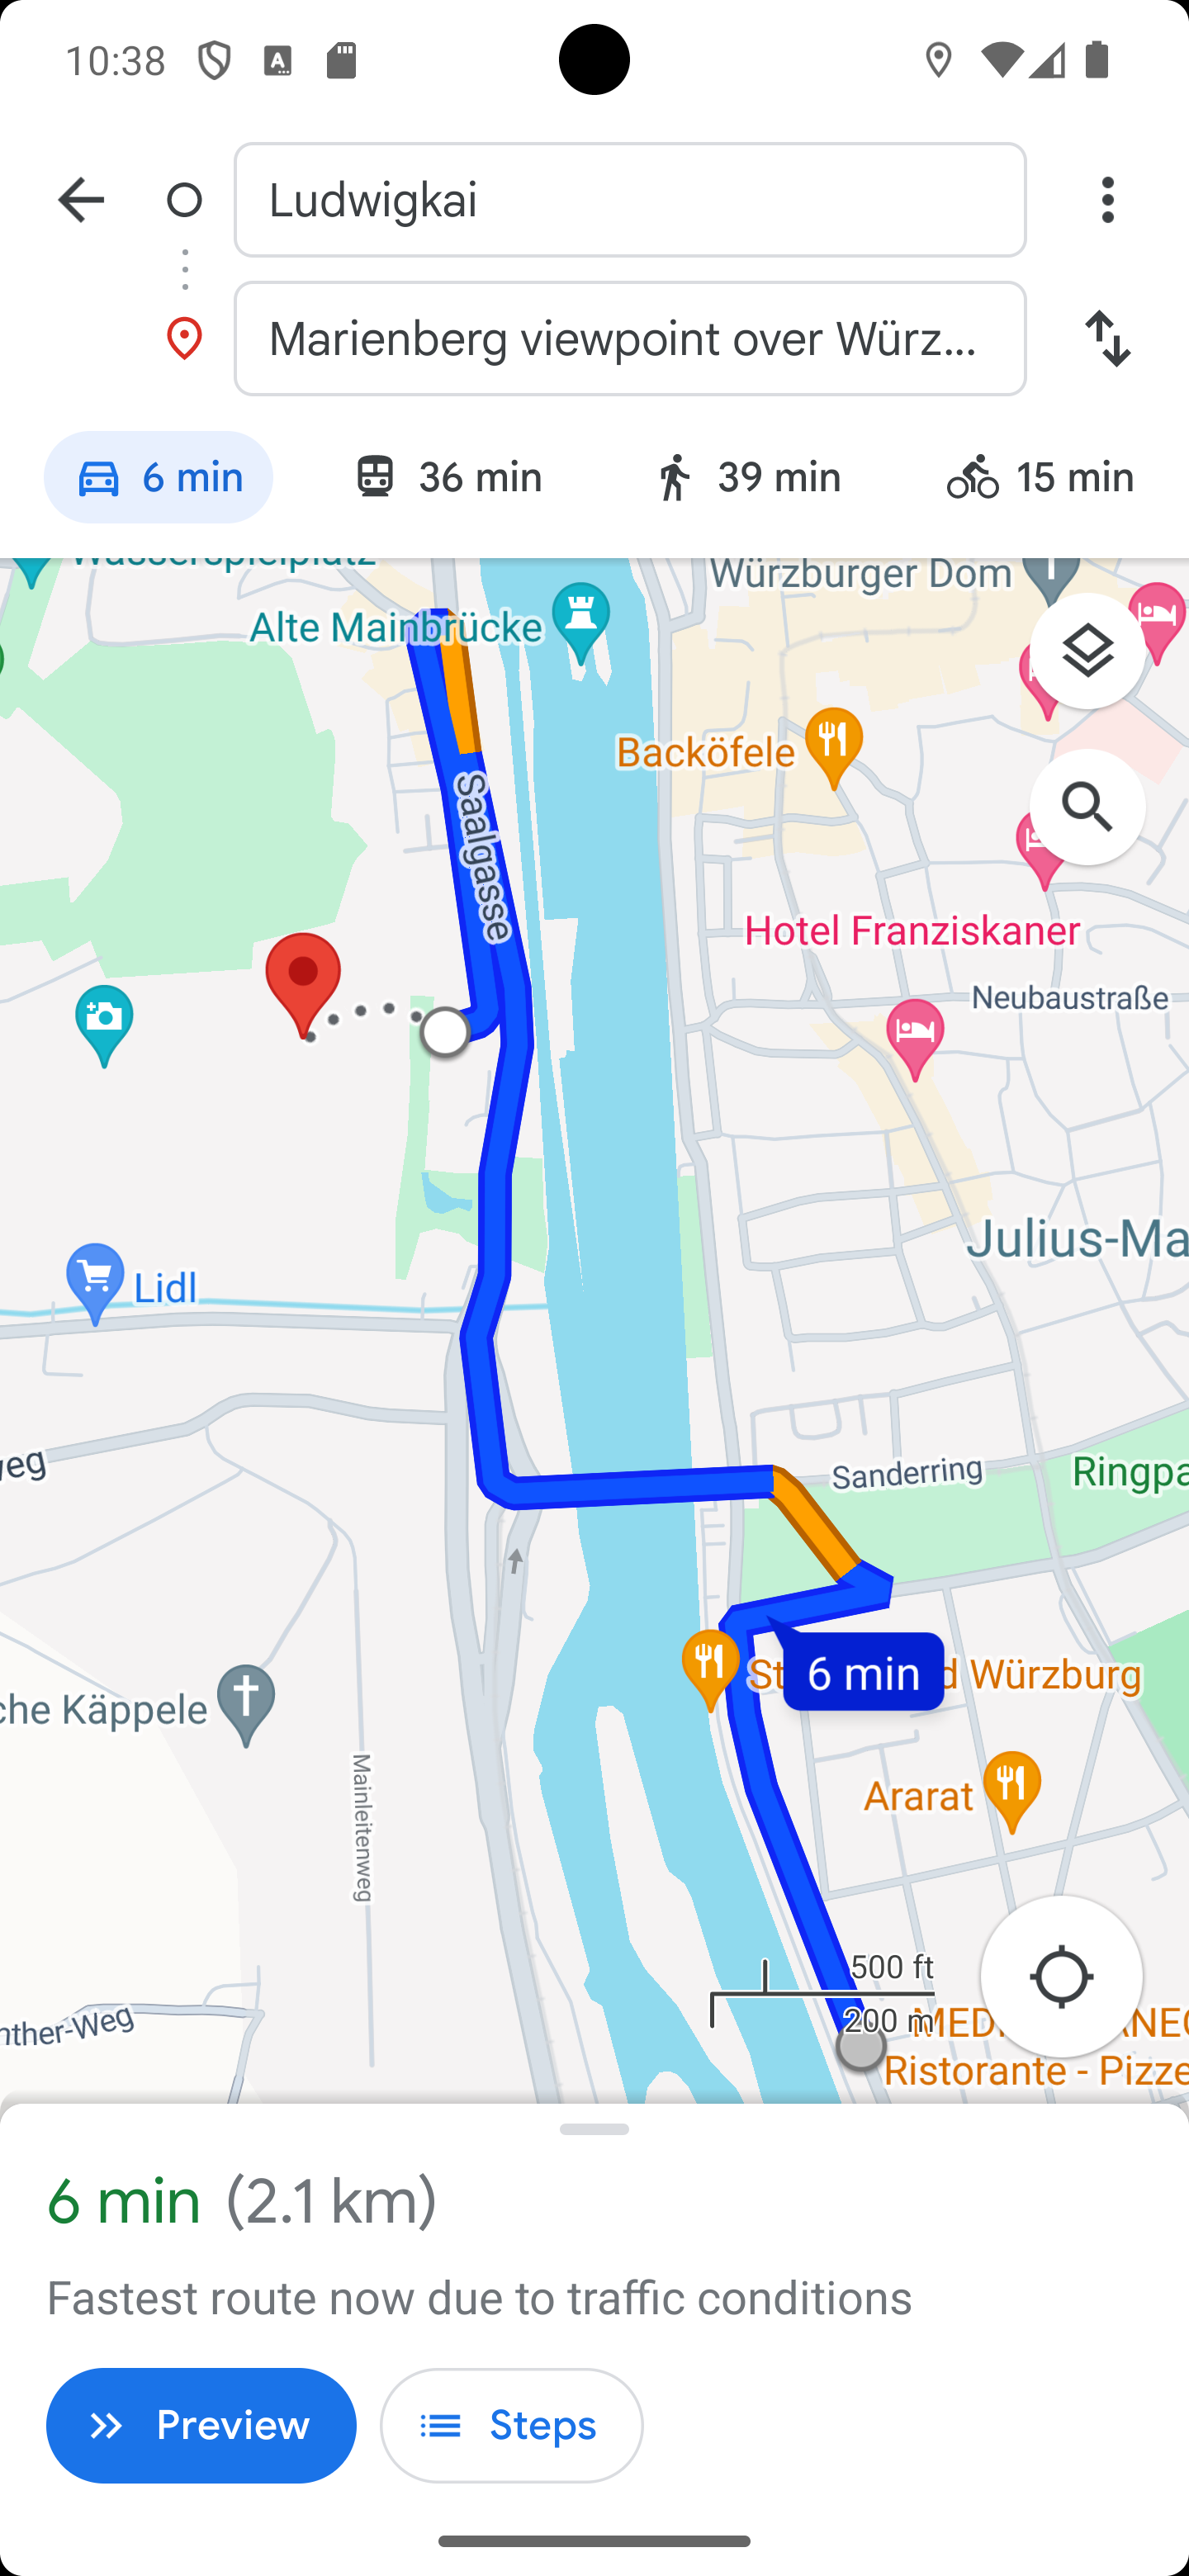 10:38
Ludwigkai
Marienberg viewpoint over Würz...
6 min
36 min
39 min
15 min
Wasserspielplatz
Würzburger Dom
Alte Mainbrücke
Backöfele
Saalgasse
Hotel Franziskaner
Neubaustraße
Julius-Ma
Lidl
Sanderring
Ringpa
eg
St
6 min
d Würzburg
che Käppele
Mainleitenweg
Ararat
500 ft
200 m
nther-Weg
Ristorante - Pizze
6 min (2.1 km)
Fastest route now due to traffic conditions
Preview
Steps